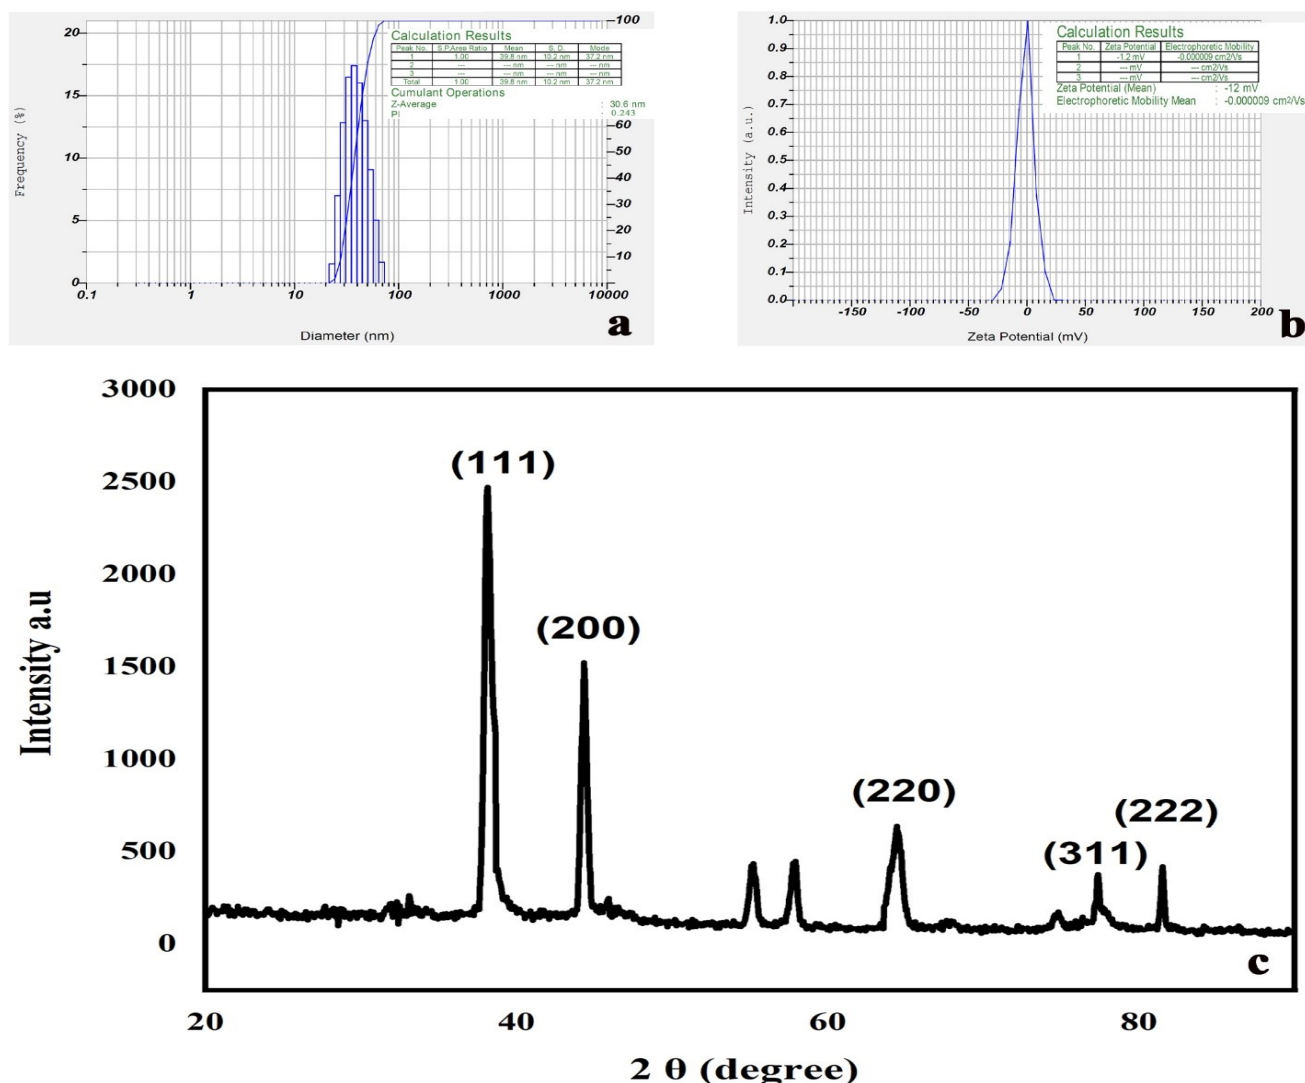 Calculation Results
Peak No. S.P.Area Ratio Mean S. D. Mode
1 1.00 39.8 nm 10.2 nm 37.2 nm
2 --- --- nm --- nm --- nm
3 --- --- nm --- nm --- nm
Total 1.00 39.8 nm 10.2 nm 37.2 nm
Cumulant Operations
Z-Average : 30.6 nm
PI : 0.243
Frequency (%)
20
15
10
5
0
100
60
50
40
30
20
10
0.1 1 10 100 1000 10000
Diameter (nm)
a
Calculation Results
Peak No. Zeta Potential Electrophoretic Mobility
1 -1.2 mV -0.000009 cm2/Vs
2 --- mV --- cm2/Vs
3 --- mV --- cm2/Vs
Zeta Potential (Mean) : -12 mV
Electrophoretic Mobility Mean : -0.000009 cm2/Vs
Intensity (a.u.)
1.0
0.9
0.8
0.7
0.6
0.5
0.4
0.3
0.2
0.1
0.0
-150 -100 -50 0 50 100 150 200
Zeta Potential (mV)
b
3000
2500
2000
1500
1000
500
0
Intensity a.u
(111)
(200)
(220)
(311)
(222)
c
20 40 60 80
2 θ (degree)